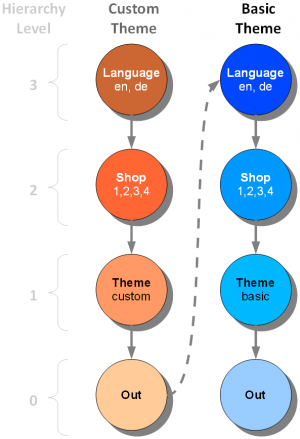 Hierarchy
Level
Custom
Theme
Basic
Theme
3
Language
en, de
Language
en, de
2
Shop
1,2,3,4
Shop
1,2,3,4
1
Theme
custom
Theme
basic
0
Out
Out